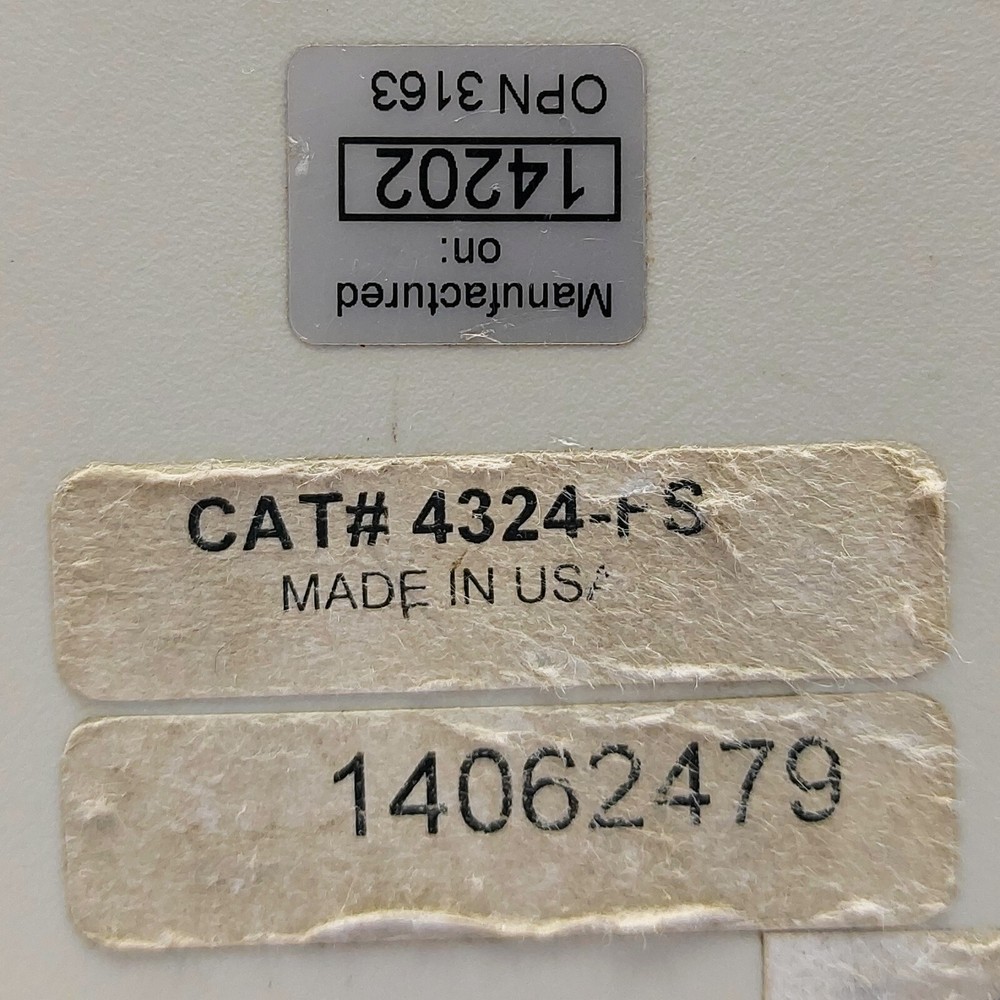 Manufactured
on:
14202
OPN 3163
CAT# 4324-FS
MADE IN USA
14062479